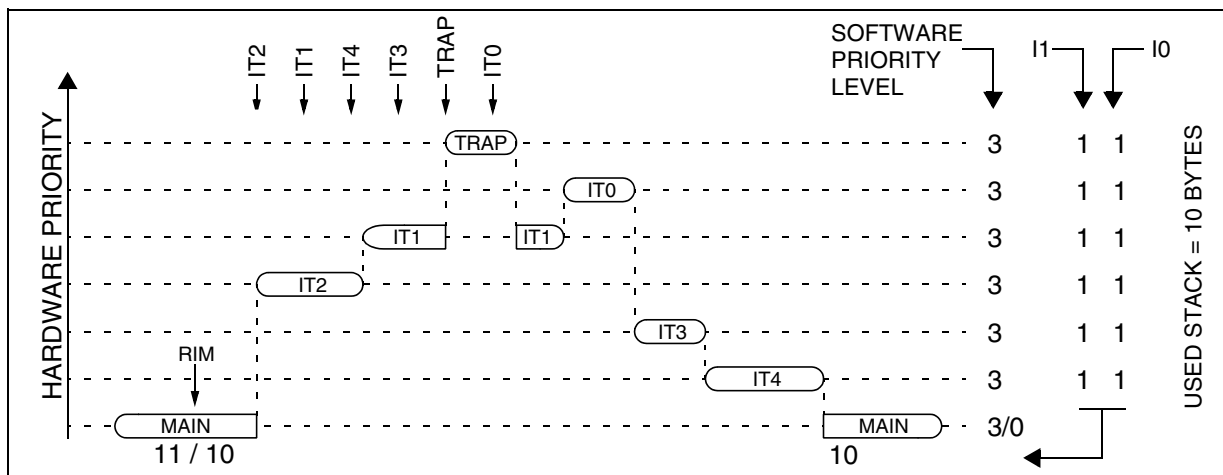 IT2
IT1
IT4
IT3
TRAP
IT0
SOFTWARE
PRIORITY
LEVEL
I1
I0
HARDWARE PRIORITY
TRAP
3
1 1
IT0
3
1 1
IT1
IT1
3
1 1
IT2
3
1 1
IT3
3
1 1
RIM
IT4
3
1 1
MAIN
MAIN
3/0
11 / 10
10
USED STACK = 10 BYTES